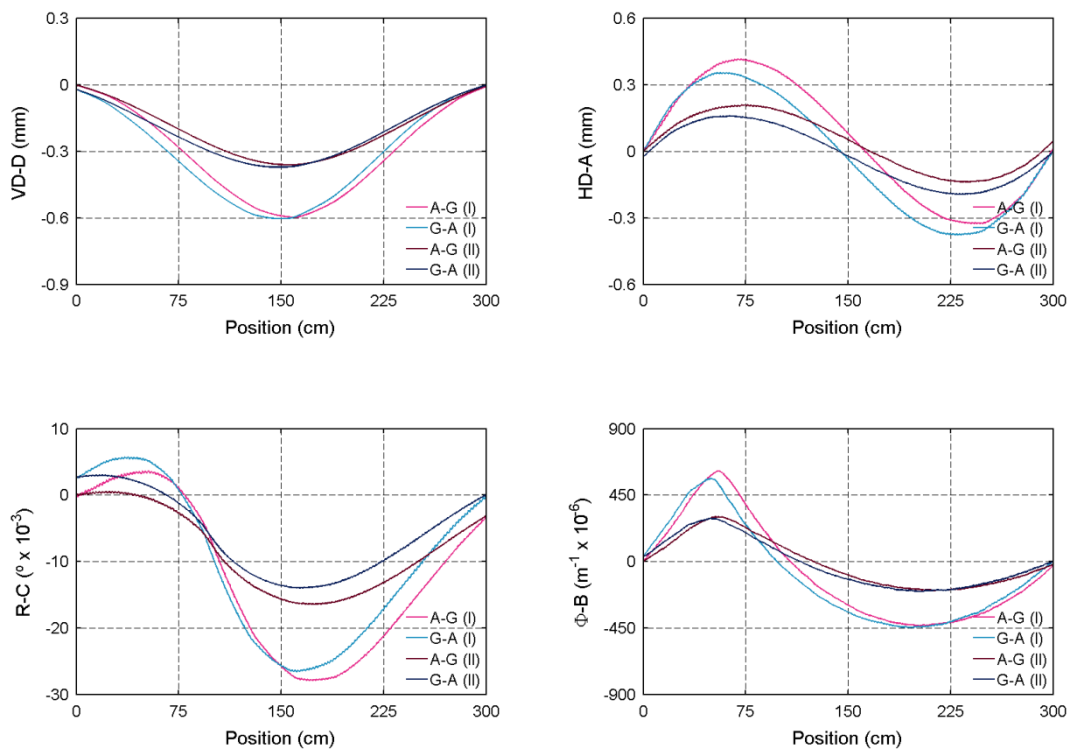 0.3
0
-0.3
-0.6
-0.9
VD-D (mm)
0 75 150 225 300
Position (cm)
A-G (I)
G-A (I)
A-G (II)
G-A (II)
0.6
0.3
0
-0.3
-0.6
HD-A (mm)
0 75 150 225 300
Position (cm)
A-G (I)
G-A (I)
A-G (II)
G-A (II)
10
0
-10
-20
-30
R-C (º x 10⁻³)
0 75 150 225 300
Position (cm)
A-G (I)
G-A (I)
A-G (II)
G-A (II)
900
450
0
-450
-900
Φ-B (m⁻¹ x 10⁻⁶)
0 75 150 225 300
Position (cm)
A-G (I)
G-A (I)
A-G (II)
G-A (II)